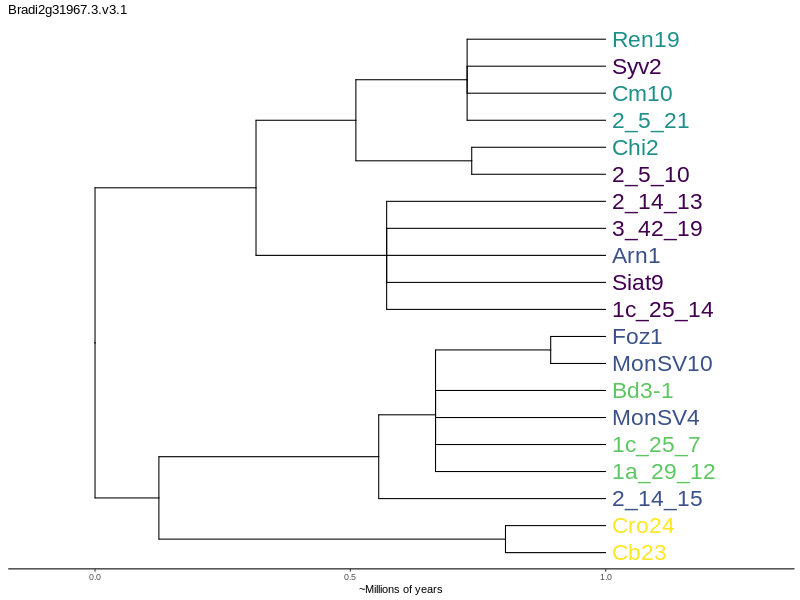 Bradi2g31967.3.v3.1
Ren19
Syv2
Cm10
2_5_21
Chi2
2_5_10
2_14_13
3_42_19
Arn1
Siat9
1c_25_14
Foz1
MonSV10
Bd3-1
MonSV4
1c_25_7
1a_29_12
2_14_15
Cro24
Cb23
0.0 0.5 1.0
~Millions of years